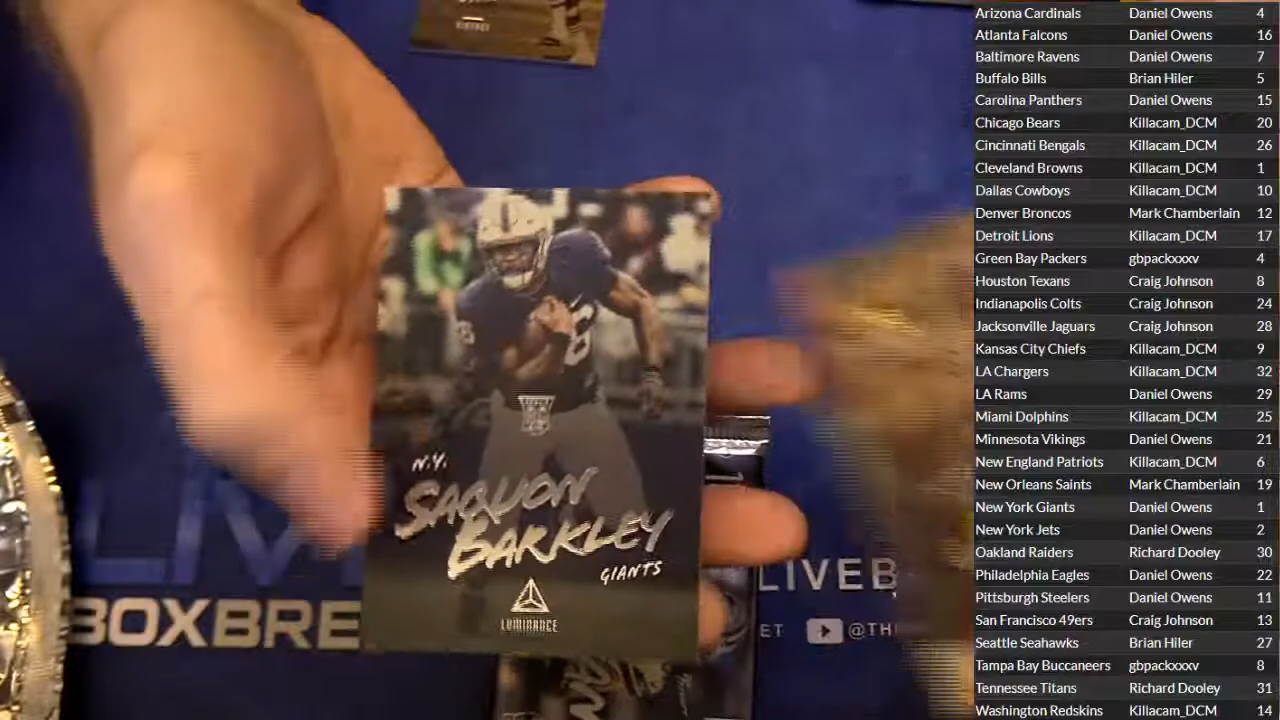 VINTAGE
RC
N.Y.
SAQUON
BARKLEY
GIANTS
LUMINANCE
LIV
BOXBRE
LIVEB
ET @TH
Arizona Cardinals Daniel Owens 4
Atlanta Falcons Daniel Owens 16
Baltimore Ravens Daniel Owens 7
Buffalo Bills Brian Hiler 5
Carolina Panthers Daniel Owens 15
Chicago Bears Killacam_DCM 20
Cincinnati Bengals Killacam_DCM 26
Cleveland Browns Killacam_DCM 1
Dallas Cowboys Killacam_DCM 10
Denver Broncos Mark Chamberlain 12
Detroit Lions Killacam_DCM 17
Green Bay Packers gbpackxxxv 4
Houston Texans Craig Johnson 8
Indianapolis Colts Craig Johnson 24
Jacksonville Jaguars Craig Johnson 28
Kansas City Chiefs Killacam_DCM 9
LA Chargers Killacam_DCM 32
LA Rams Daniel Owens 29
Miami Dolphins Killacam_DCM 25
Minnesota Vikings Daniel Owens 21
New England Patriots Killacam_DCM 6
New Orleans Saints Mark Chamberlain 19
New York Giants Daniel Owens 1
New York Jets Daniel Owens 2
Oakland Raiders Richard Dooley 30
Philadelphia Eagles Daniel Owens 22
Pittsburgh Steelers Daniel Owens 11
San Francisco 49ers Craig Johnson 13
Seattle Seahawks Brian Hiler 27
Tampa Bay Buccaneers gbpackxxxv 8
Tennessee Titans Richard Dooley 31
Washington Redskins Killacam_DCM 14